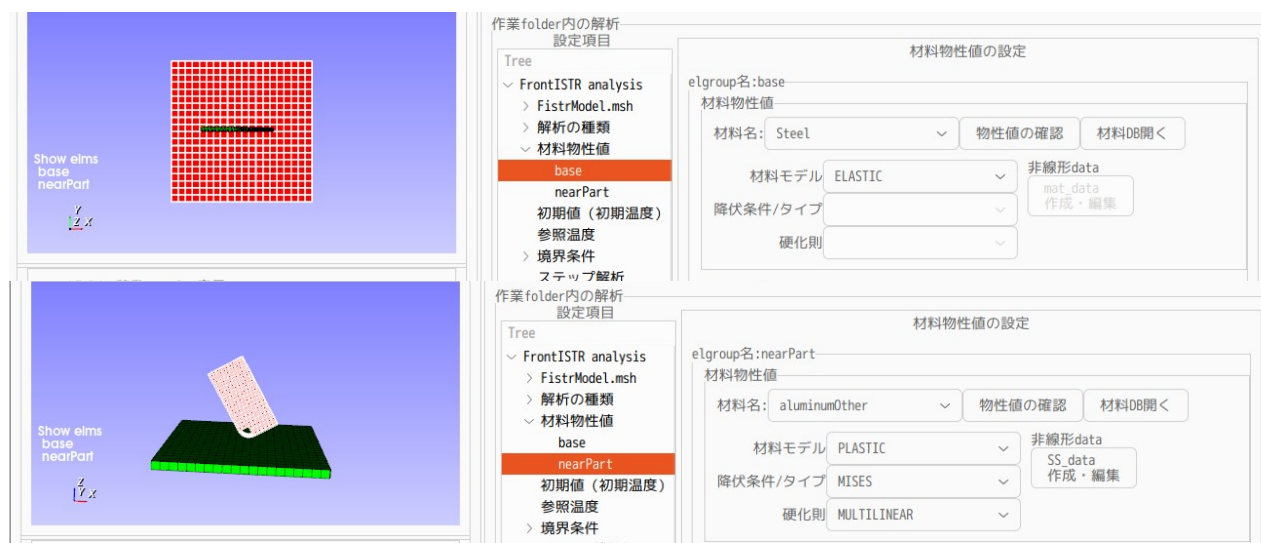 作業folder内の解析
設定項目
Tree
FrontISTR analysis
FistrModel.msh
解析の種類
材料物性値
base
nearPart
初期値（初期温度）
参照温度
境界条件
ステップ解析
材料物性値の設定
elgroup名:base
材料物性値
材料名: Steel 物性値の確認 材料DB開く
材料モデル ELASTIC
降伏条件/タイプ
硬化則
非線形data
mat_data
作成・編集
Show elms
base
nearPart
Y
Z X
作業folder内の解析
設定項目
Tree
FrontISTR analysis
FistrModel.msh
解析の種類
材料物性値
base
nearPart
初期値（初期温度）
参照温度
境界条件
材料物性値の設定
elgroup名:nearPart
材料物性値
材料名: aluminumOther 物性値の確認 材料DB開く
材料モデル PLASTIC
降伏条件/タイプ MISES
硬化則 MULTILINEAR
非線形data
SS_data
作成・編集
Show elms
base
nearPart
Z
Y X